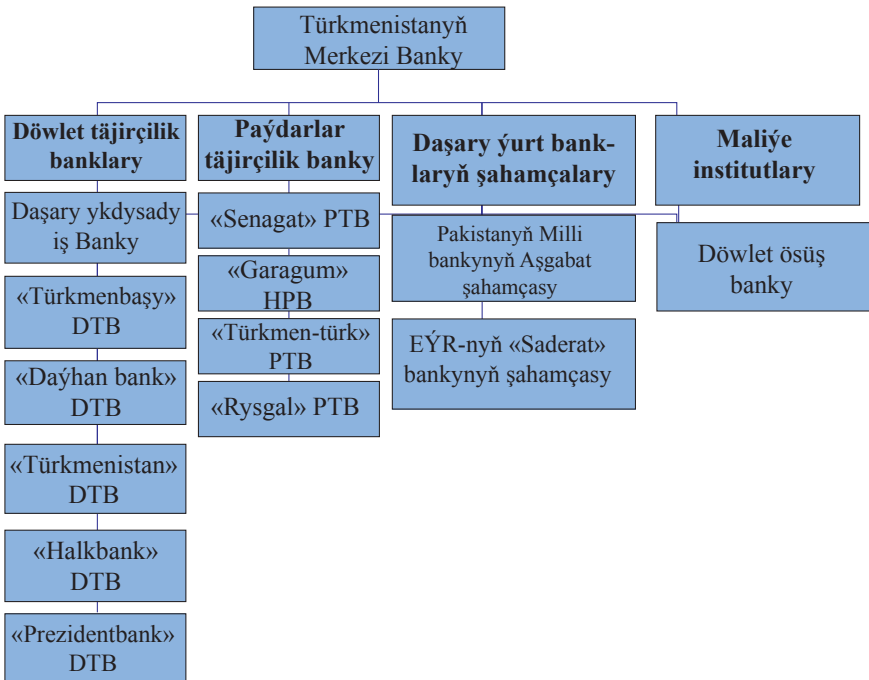 Türkmenistanyň
Merkezi Banky
Döwlet täjirçilik
banklary
Daşary ykdysady
iş Banky
«Türkmenbaşy»
DTB
«Daýhan bank»
DTB
«Türkmenistan»
DTB
«Halkbank»
DTB
«Prezidentbank»
DTB
Paýdarlar
täjirçilik banky
«Senagat» PTB
«Garagum»
HPB
«Türkmen-türk»
PTB
«Rysgal» PTB
Daşary ýurt bank-
laryň şahamçalary
Pakistanyň Milli
bankynyň Aşgabat
şahamçasy
EÝR-nyň «Saderat»
bankynyň şahamçasy
Maliýe
institutlary
Döwlet ösüş
banky